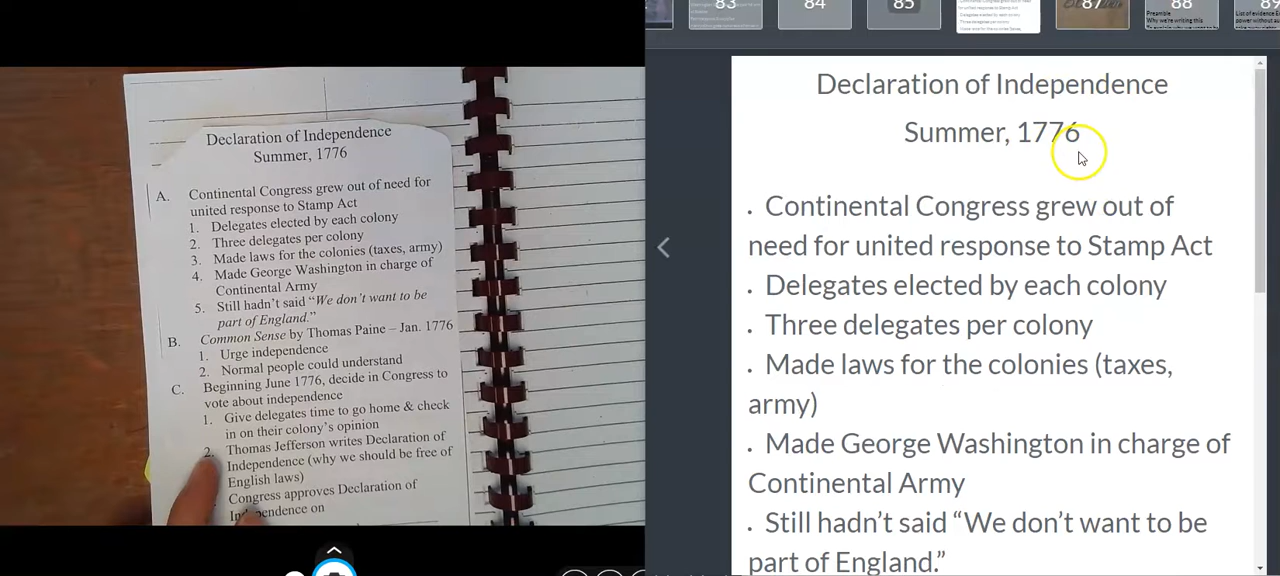 Declaration of Independence
Summer, 1776
A. Continental Congress grew out of need for
united response to Stamp Act
1. Delegates elected by each colony
2. Three delegates per colony
3. Made laws for the colonies (taxes, army)
4. Made George Washington in charge of
Continental Army
5. Still hadn't said "We don't want to be
part of England."
B. Common Sense by Thomas Paine – Jan. 1776
1. Urge independence
2. Normal people could understand
C. Beginning June 1776, decide in Congress to
vote about independence
1. Give delegates time to go home & check
in on their colony's opinion
2. Thomas Jefferson writes Declaration of
Independence (why we should be free of
English laws)
Congress approves Declaration of
Independence on
83
84
85
87
88
89
Preamble
Why we're writing this
Declaration of Independence
Summer, 1776
. Continental Congress grew out of
need for united response to Stamp Act
. Delegates elected by each colony
. Three delegates per colony
. Made laws for the colonies (taxes,
army)
. Made George Washington in charge of
Continental Army
. Still hadn't said “We don't want to be
part of England.”